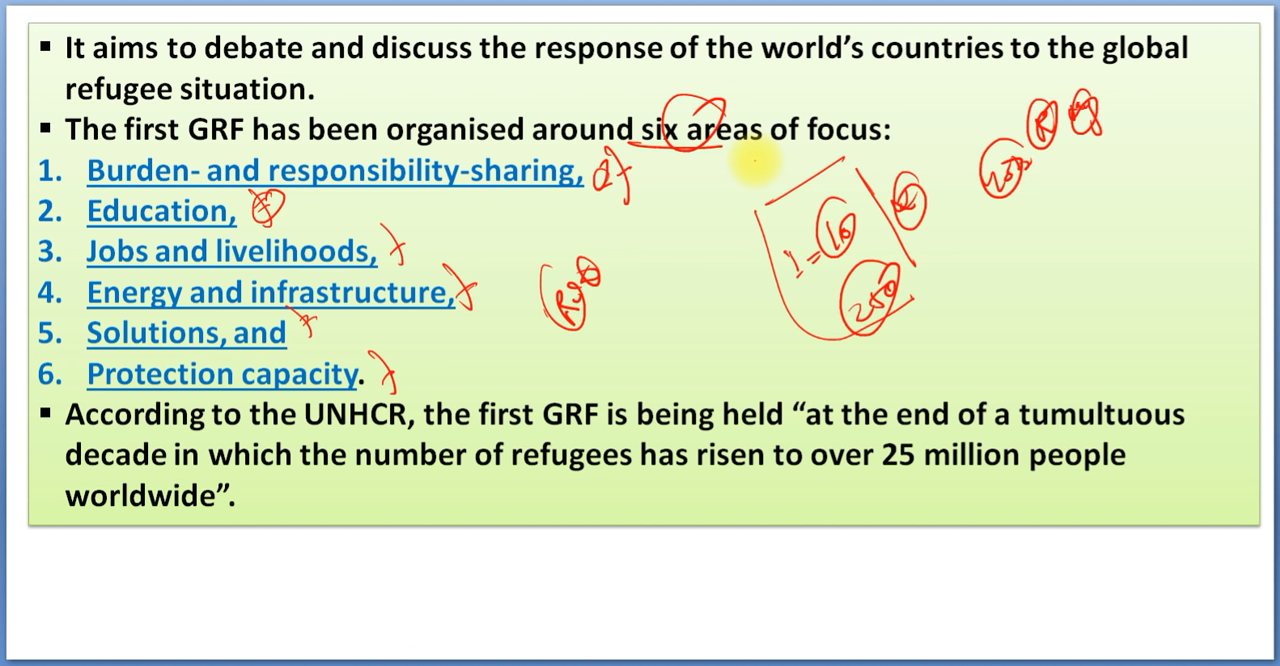 ▪ It aims to debate and discuss the response of the world’s countries to the global
refugee situation.
▪ The first GRF has been organised around six areas of focus:
1. Burden- and responsibility-sharing,
2. Education,
3. Jobs and livelihoods,
4. Energy and infrastructure,
5. Solutions, and
6. Protection capacity.
▪ According to the UNHCR, the first GRF is being held “at the end of a tumultuous
decade in which the number of refugees has risen to over 25 million people
worldwide”.